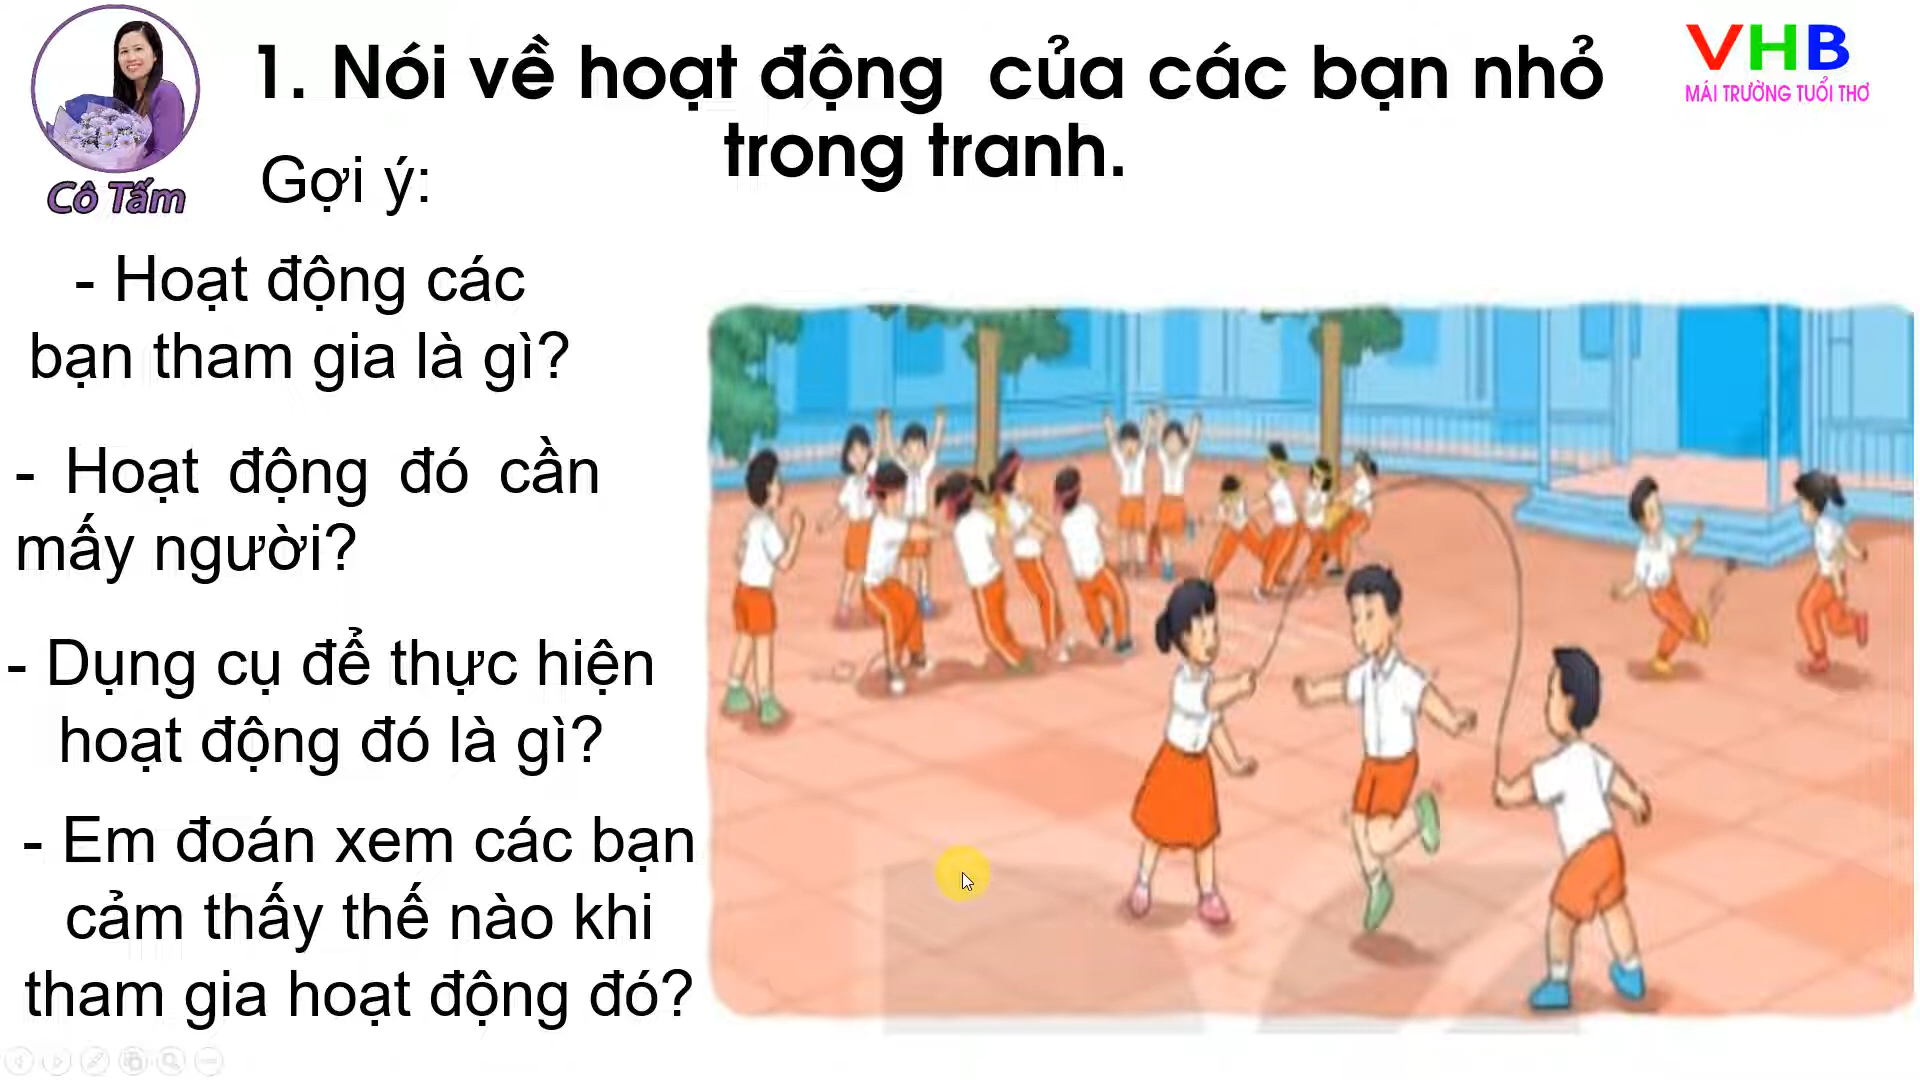 1. Nói về hoạt động của các bạn nhỏ
trong tranh.
VHB
MÁI TRƯỜNG TUỔI THƠ
Cô Tấm
Gợi ý:
- Hoạt động các
bạn tham gia là gì?
- Hoạt động đó cần
mấy người?
- Dụng cụ để thực hiện
hoạt động đó là gì?
- Em đoán xem các bạn
cảm thấy thế nào khi
tham gia hoạt động đó?